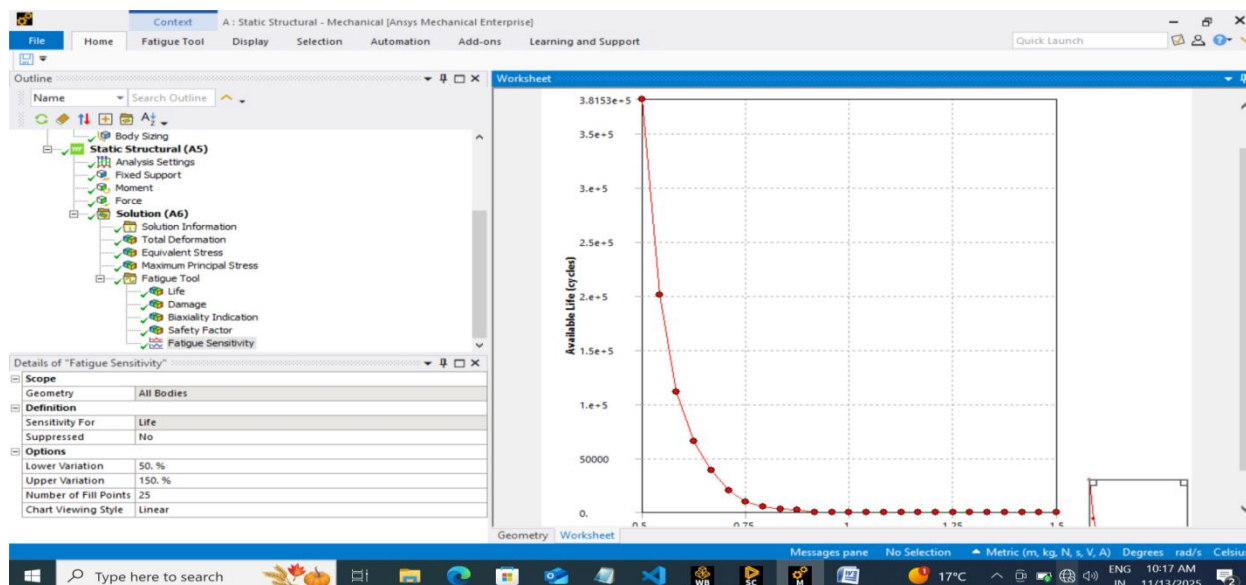 Context A : Static Structural - Mechanical [Ansys Mechanical Enterprise]
File Home Fatigue Tool Display Selection Automation Add-ons Learning and Support Quick Launch
Outline
Name Search Outline
Body Sizing
Static Structural (A5)
Analysis Settings
Fixed Support
Moment
Force
Solution (A6)
Solution Information
Total Deformation
Equivalent Stress
Maximum Principal Stress
Fatigue Tool
Life
Damage
Biaxiality Indication
Safety Factor
Fatigue Sensitivity
Details of "Fatigue Sensitivity"
Scope
Geometry All Bodies
Definition
Sensitivity For Life
Suppressed No
Options
Lower Variation 50. %
Upper Variation 150. %
Number of Fill Points 25
Chart Viewing Style Linear
Worksheet
3.8153e+5
3.5e+5
3.e+5
2.5e+5
2.e+5
1.5e+5
1.e+5
50000
0.
Available Life (cycles)
0.5 0.75 1 1.25 1.5
Geometry Worksheet
Messages pane No Selection Metric (m, kg, N, s, V, A) Degrees rad/s Celsius
Type here to search
WB SC M
17°C
ENG
IN
10:17 AM
11/13/2025
2